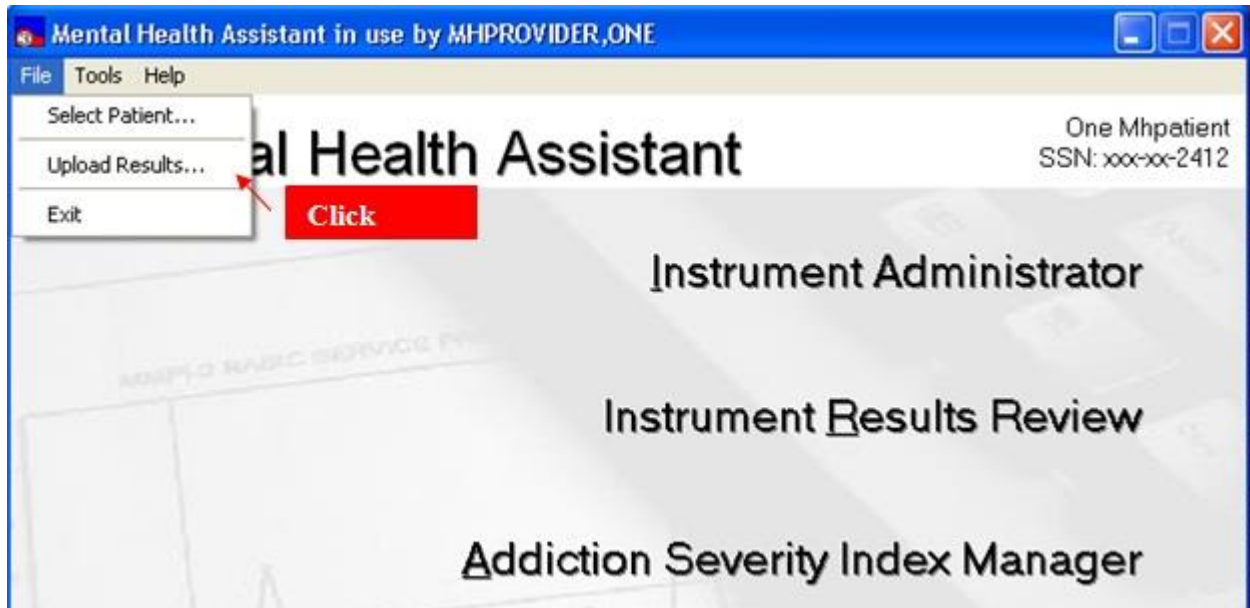 Mental Health Assistant in use by MHPROVIDER,ONE
File Tools Help
Select Patient...
Upload Results...
Exit
al Health Assistant
One Mhpatient
SSN: xxx-xx-2412
Click
Instrument Administrator
Instrument Results Review
Addiction Severity Index Manager